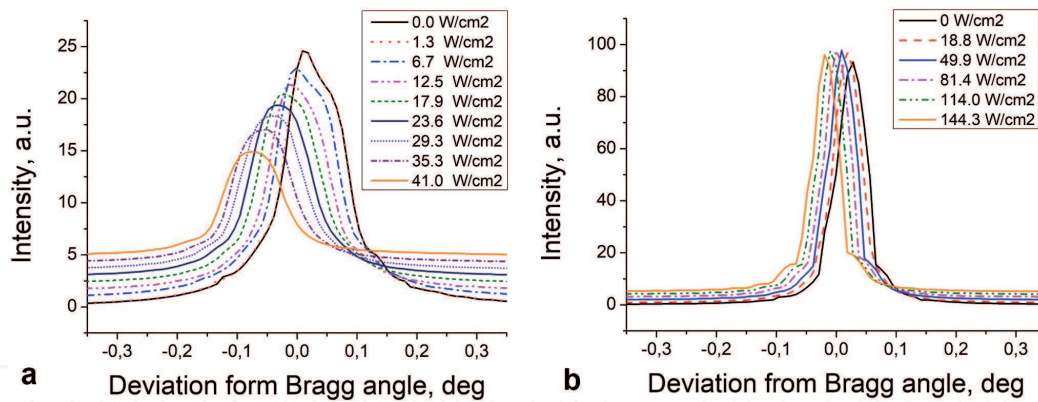 0.0 W/cm2
1.3 W/cm2
6.7 W/cm2
12.5 W/cm2
17.9 W/cm2
23.6 W/cm2
29.3 W/cm2
35.3 W/cm2
41.0 W/cm2
25
20
15
10
5
0
Intensity, a.u.
-0,3 -0,2 -0,1 0,0 0,1 0,2 0,3
a Deviation form Bragg angle, deg
0 W/cm2
18.8 W/cm2
49.9 W/cm2
81.4 W/cm2
114.0 W/cm2
144.3 W/cm2
100
80
60
40
20
0
Intensity, a.u.
-0,3 -0,2 -0,1 0,0 0,1 0,2 0,3
b Deviation from Bragg angle, deg